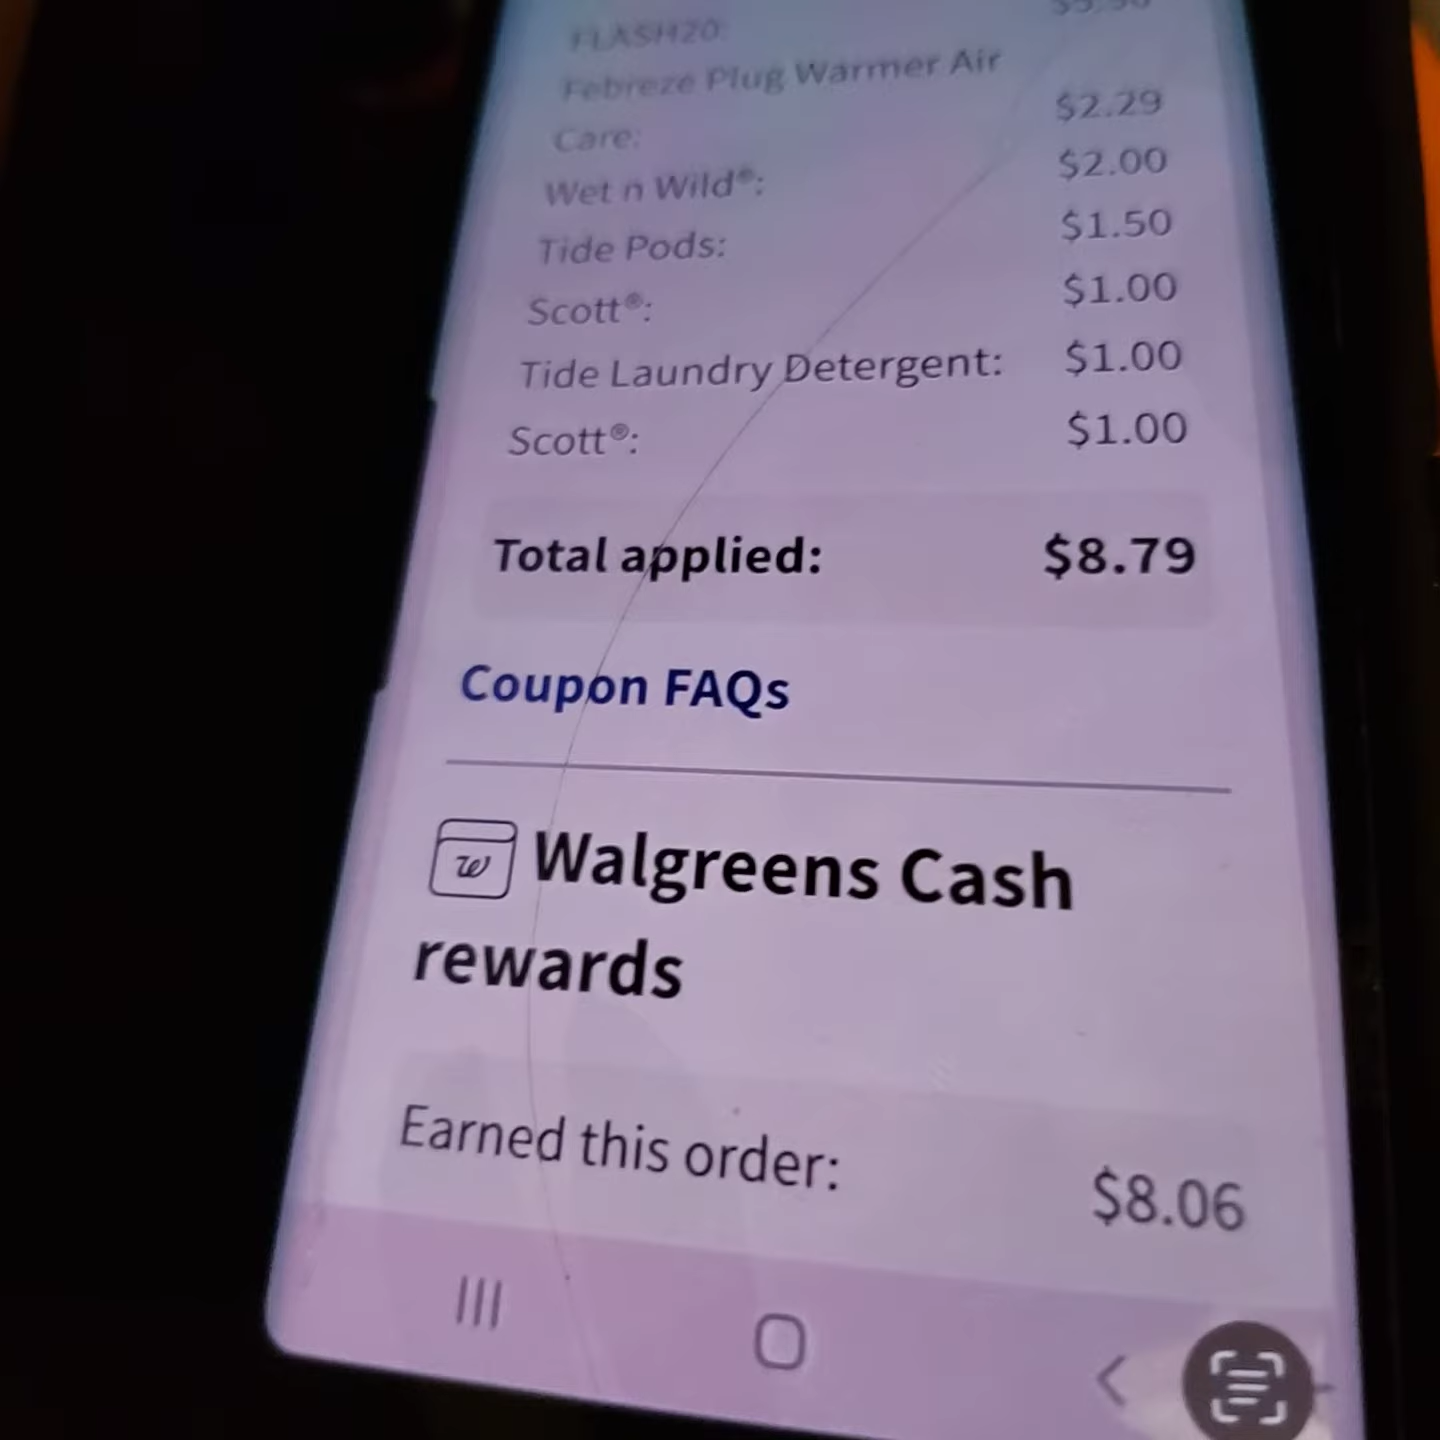 FLASH20:
Febreze Plug Warmer Air
Care: $2.29
Wet n Wild®: $2.00
Tide Pods: $1.50
Scott®: $1.00
Tide Laundry Detergent: $1.00
Scott®: $1.00
Total applied: $8.79
Coupon FAQs
w Walgreens Cash
rewards
Earned this order: $8.06